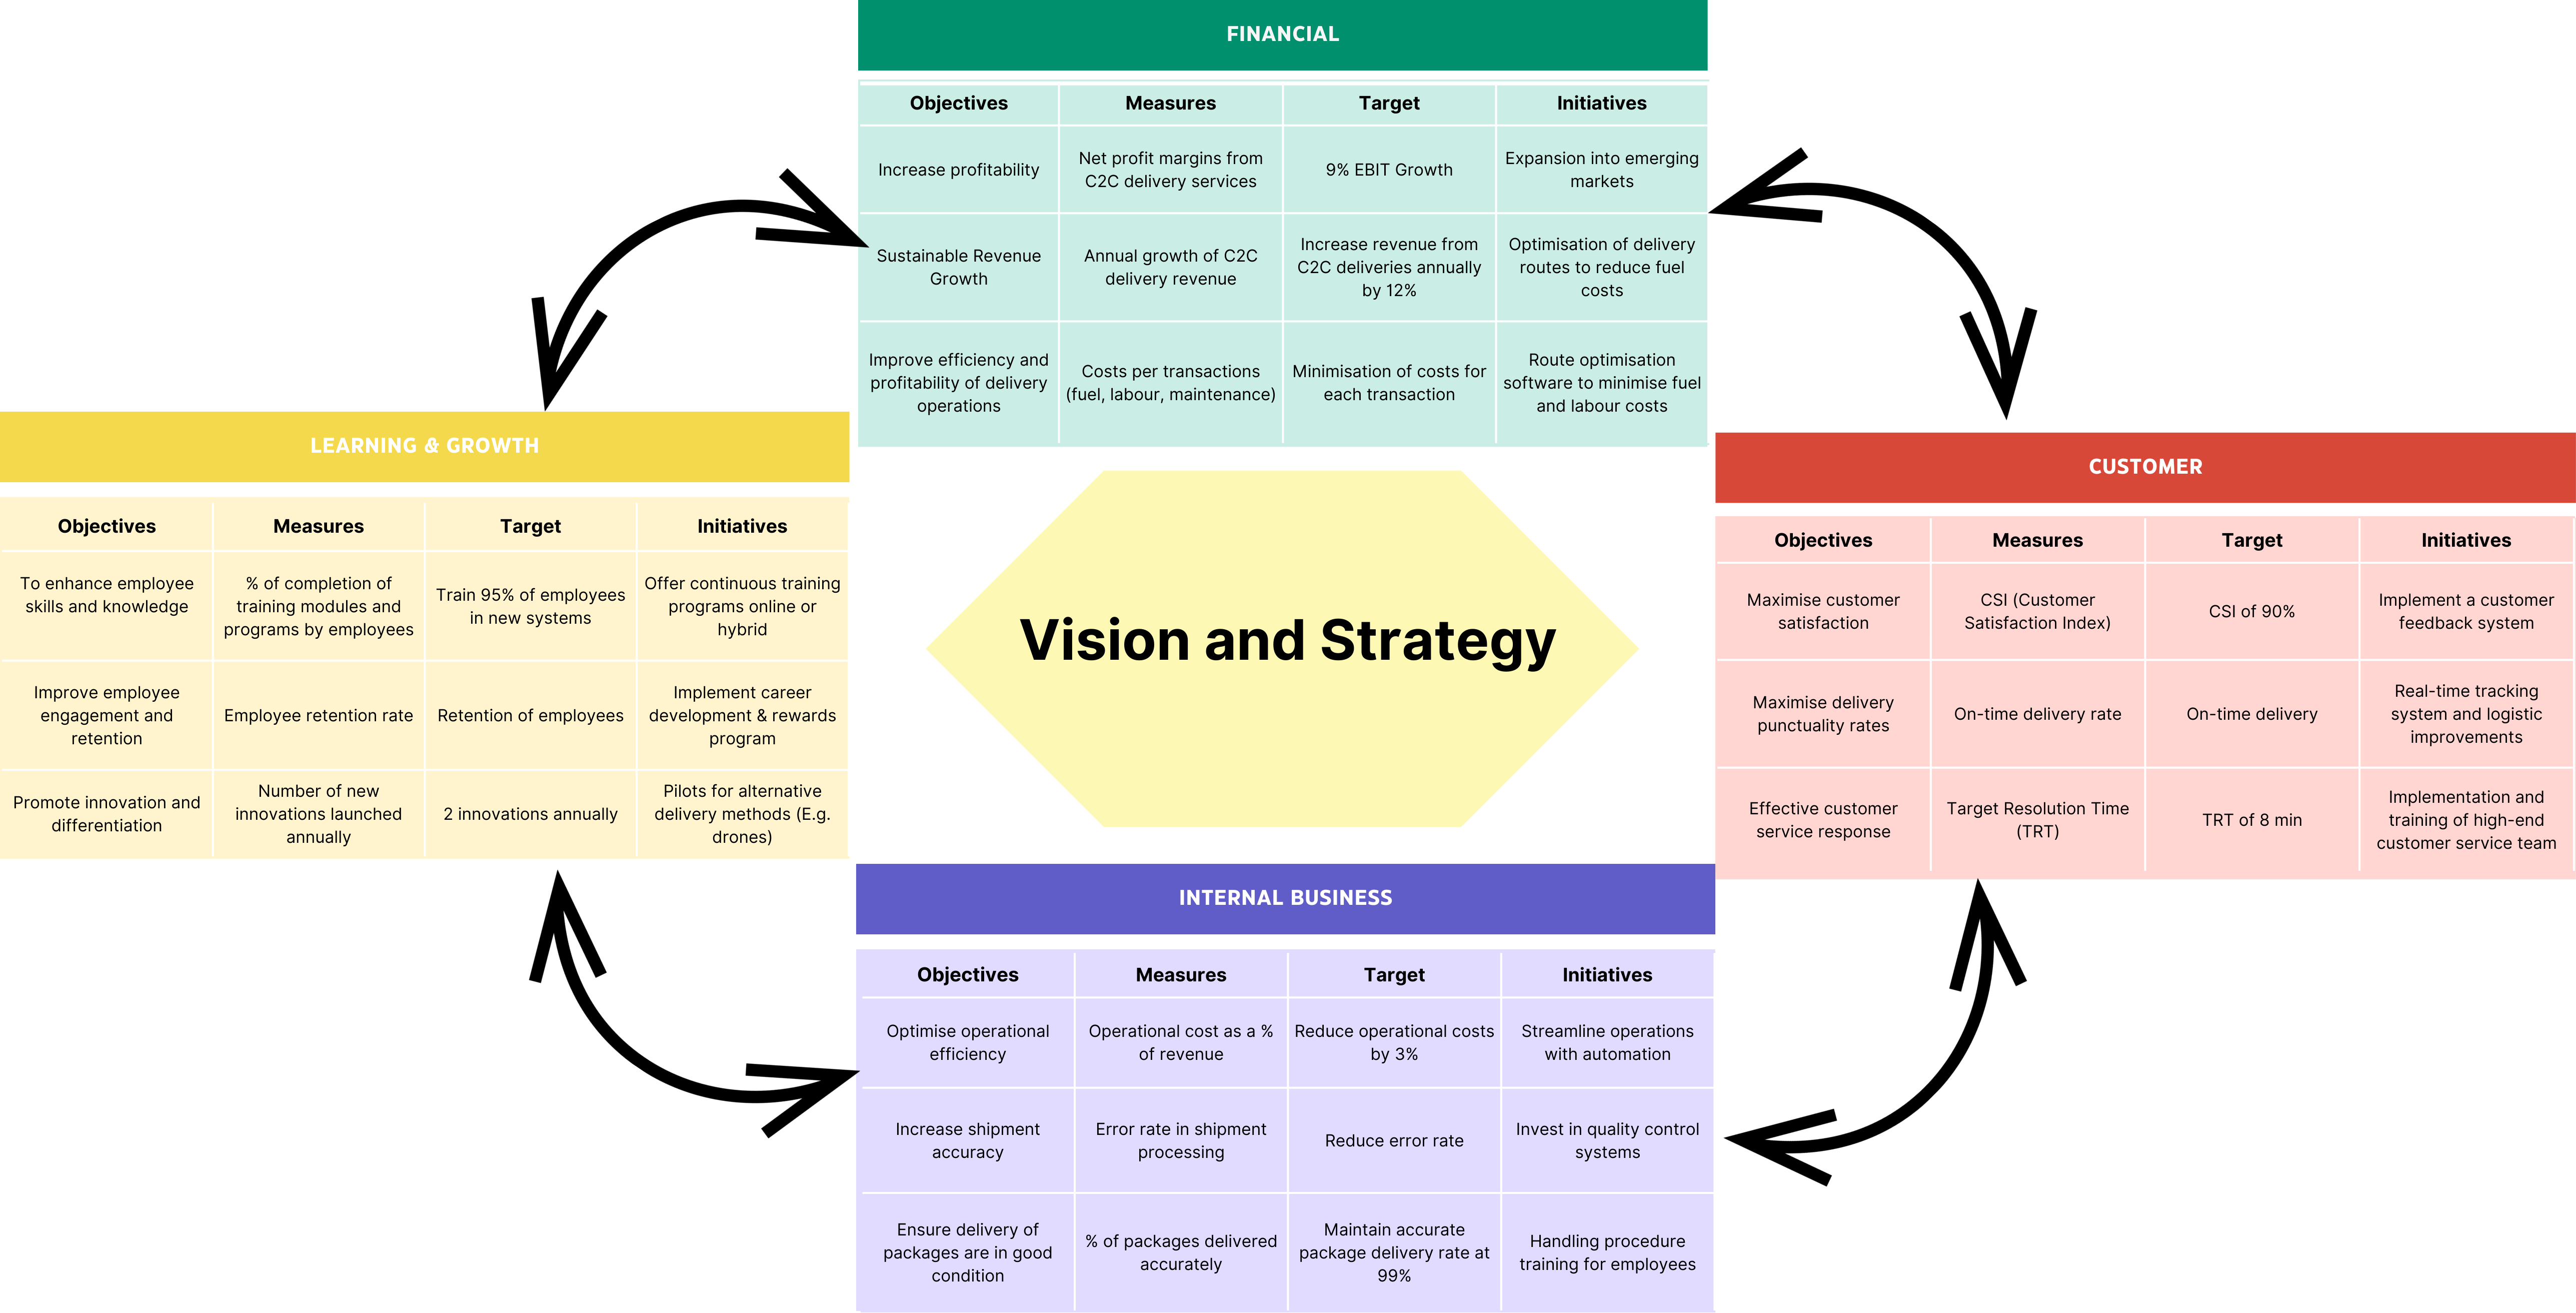 FINANCIAL
Objectives
Measures
Target
Initiatives
Increase profitability
Net profit margins from
C2C delivery services
9% EBIT Growth
Expansion into emerging
markets
Sustainable Revenue
Growth
Annual growth of C2C
delivery revenue
Increase revenue from
C2C deliveries annually
by 12%
Optimisation of delivery
routes to reduce fuel
costs
Improve efficiency and
profitability of delivery
operations
Costs per transactions
(fuel, labour, maintenance)
Minimisation of costs for
each transaction
Route optimisation
software to minimise fuel
and labour costs
LEARNING & GROWTH
Objectives
Measures
Target
Initiatives
To enhance employee
skills and knowledge
% of completion of
training modules and
programs by employees
Train 95% of employees
in new systems
Offer continuous training
programs online or
hybrid
Improve employee
engagement and
retention
Employee retention rate
Retention of employees
Implement career
development & rewards
program
Promote innovation and
differentiation
Number of new
innovations launched
annually
2 innovations annually
Pilots for alternative
delivery methods (E.g.
drones)
Vision and Strategy
CUSTOMER
Objectives
Measures
Target
Initiatives
Maximise customer
satisfaction
CSI (Customer
Satisfaction Index)
CSI of 90%
Implement a customer
feedback system
Maximise delivery
punctuality rates
On-time delivery rate
On-time delivery
Real-time tracking
system and logistic
improvements
Effective customer
service response
Target Resolution Time
(TRT)
TRT of 8 min
Implementation and
training of high-end
customer service team
INTERNAL BUSINESS
Objectives
Measures
Target
Initiatives
Optimise operational
efficiency
Operational cost as a %
of revenue
Reduce operational costs
by 3%
Streamline operations
with automation
Increase shipment
accuracy
Error rate in shipment
processing
Reduce error rate
Invest in quality control
systems
Ensure delivery of
packages are in good
condition
% of packages delivered
accurately
Maintain accurate
package delivery rate at
99%
Handling procedure
training for employees